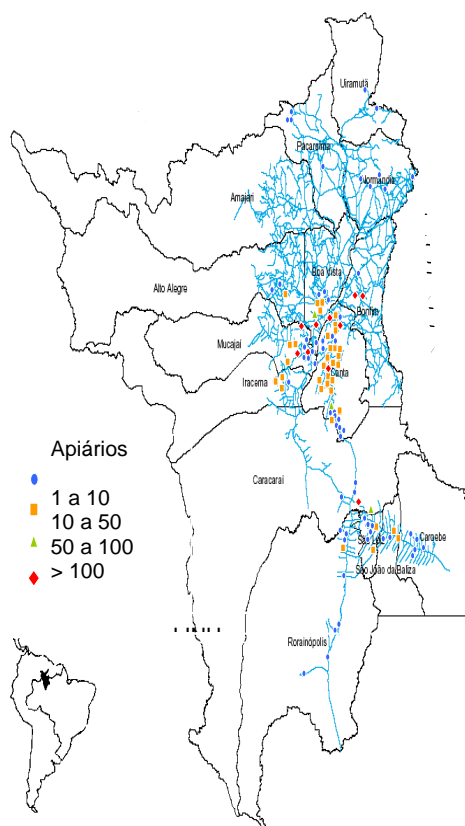 Uiramutã
Pacaraima
Normandia
Amajari
Boa Vista
Alto Alegre
Bonfim
Mucajaí
Canta
Iracema
Apiários
1 a 10
10 a 50
50 a 100
> 100
Caracaraí
São Luiz
Caroebe
São João da Baliza
Rorainópolis